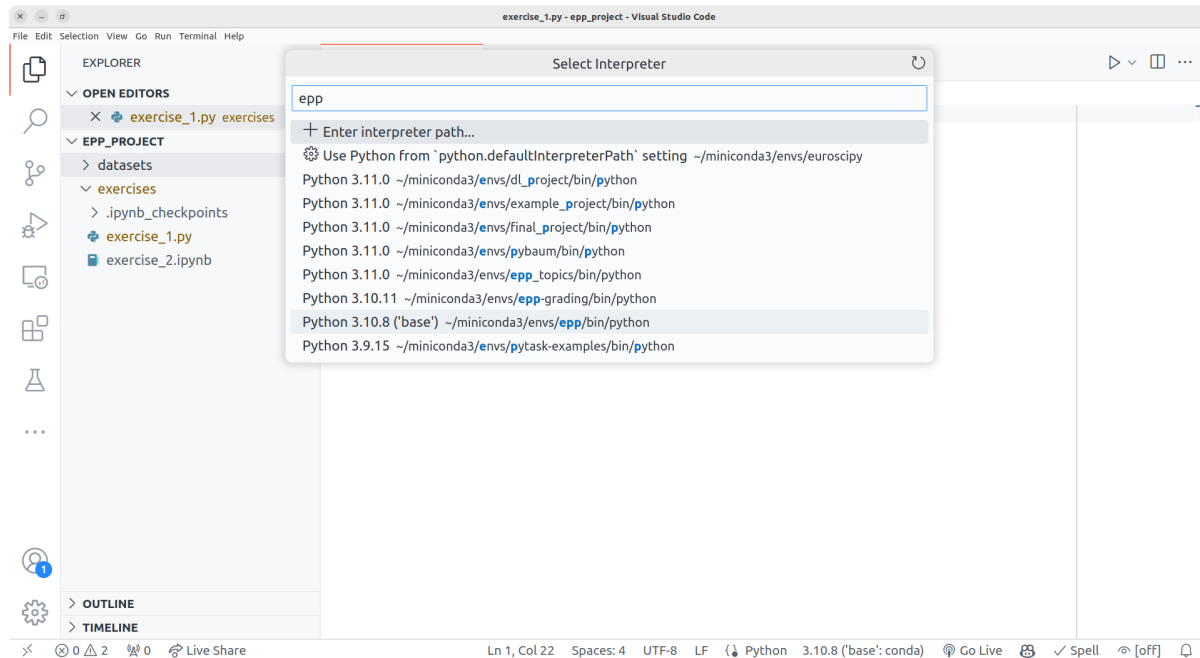 exercise_1.py - epp_project - Visual Studio Code
File Edit Selection View Go Run Terminal Help
EXPLORER
OPEN EDITORS
exercise_1.py exercises
EPP_PROJECT
datasets
exercises
.ipynb_checkpoints
exercise_1.py
exercise_2.ipynb
OUTLINE
TIMELINE
1
Select Interpreter
epp
Enter interpreter path...
Use Python from `python.defaultInterpreterPath` setting ~/miniconda3/envs/euroscipy
Python 3.11.0 ~/miniconda3/envs/dl_project/bin/python
Python 3.11.0 ~/miniconda3/envs/example_project/bin/python
Python 3.11.0 ~/miniconda3/envs/final_project/bin/python
Python 3.11.0 ~/miniconda3/envs/pybaum/bin/python
Python 3.11.0 ~/miniconda3/envs/epp_topics/bin/python
Python 3.10.11 ~/miniconda3/envs/epp-grading/bin/python
Python 3.10.8 ('base') ~/miniconda3/envs/epp/bin/python
Python 3.9.15 ~/miniconda3/envs/pytask-examples/bin/python
0 2 0 Live Share Ln 1, Col 22 Spaces: 4 UTF-8 LF Python 3.10.8 ('base': conda) Go Live Spell [off]